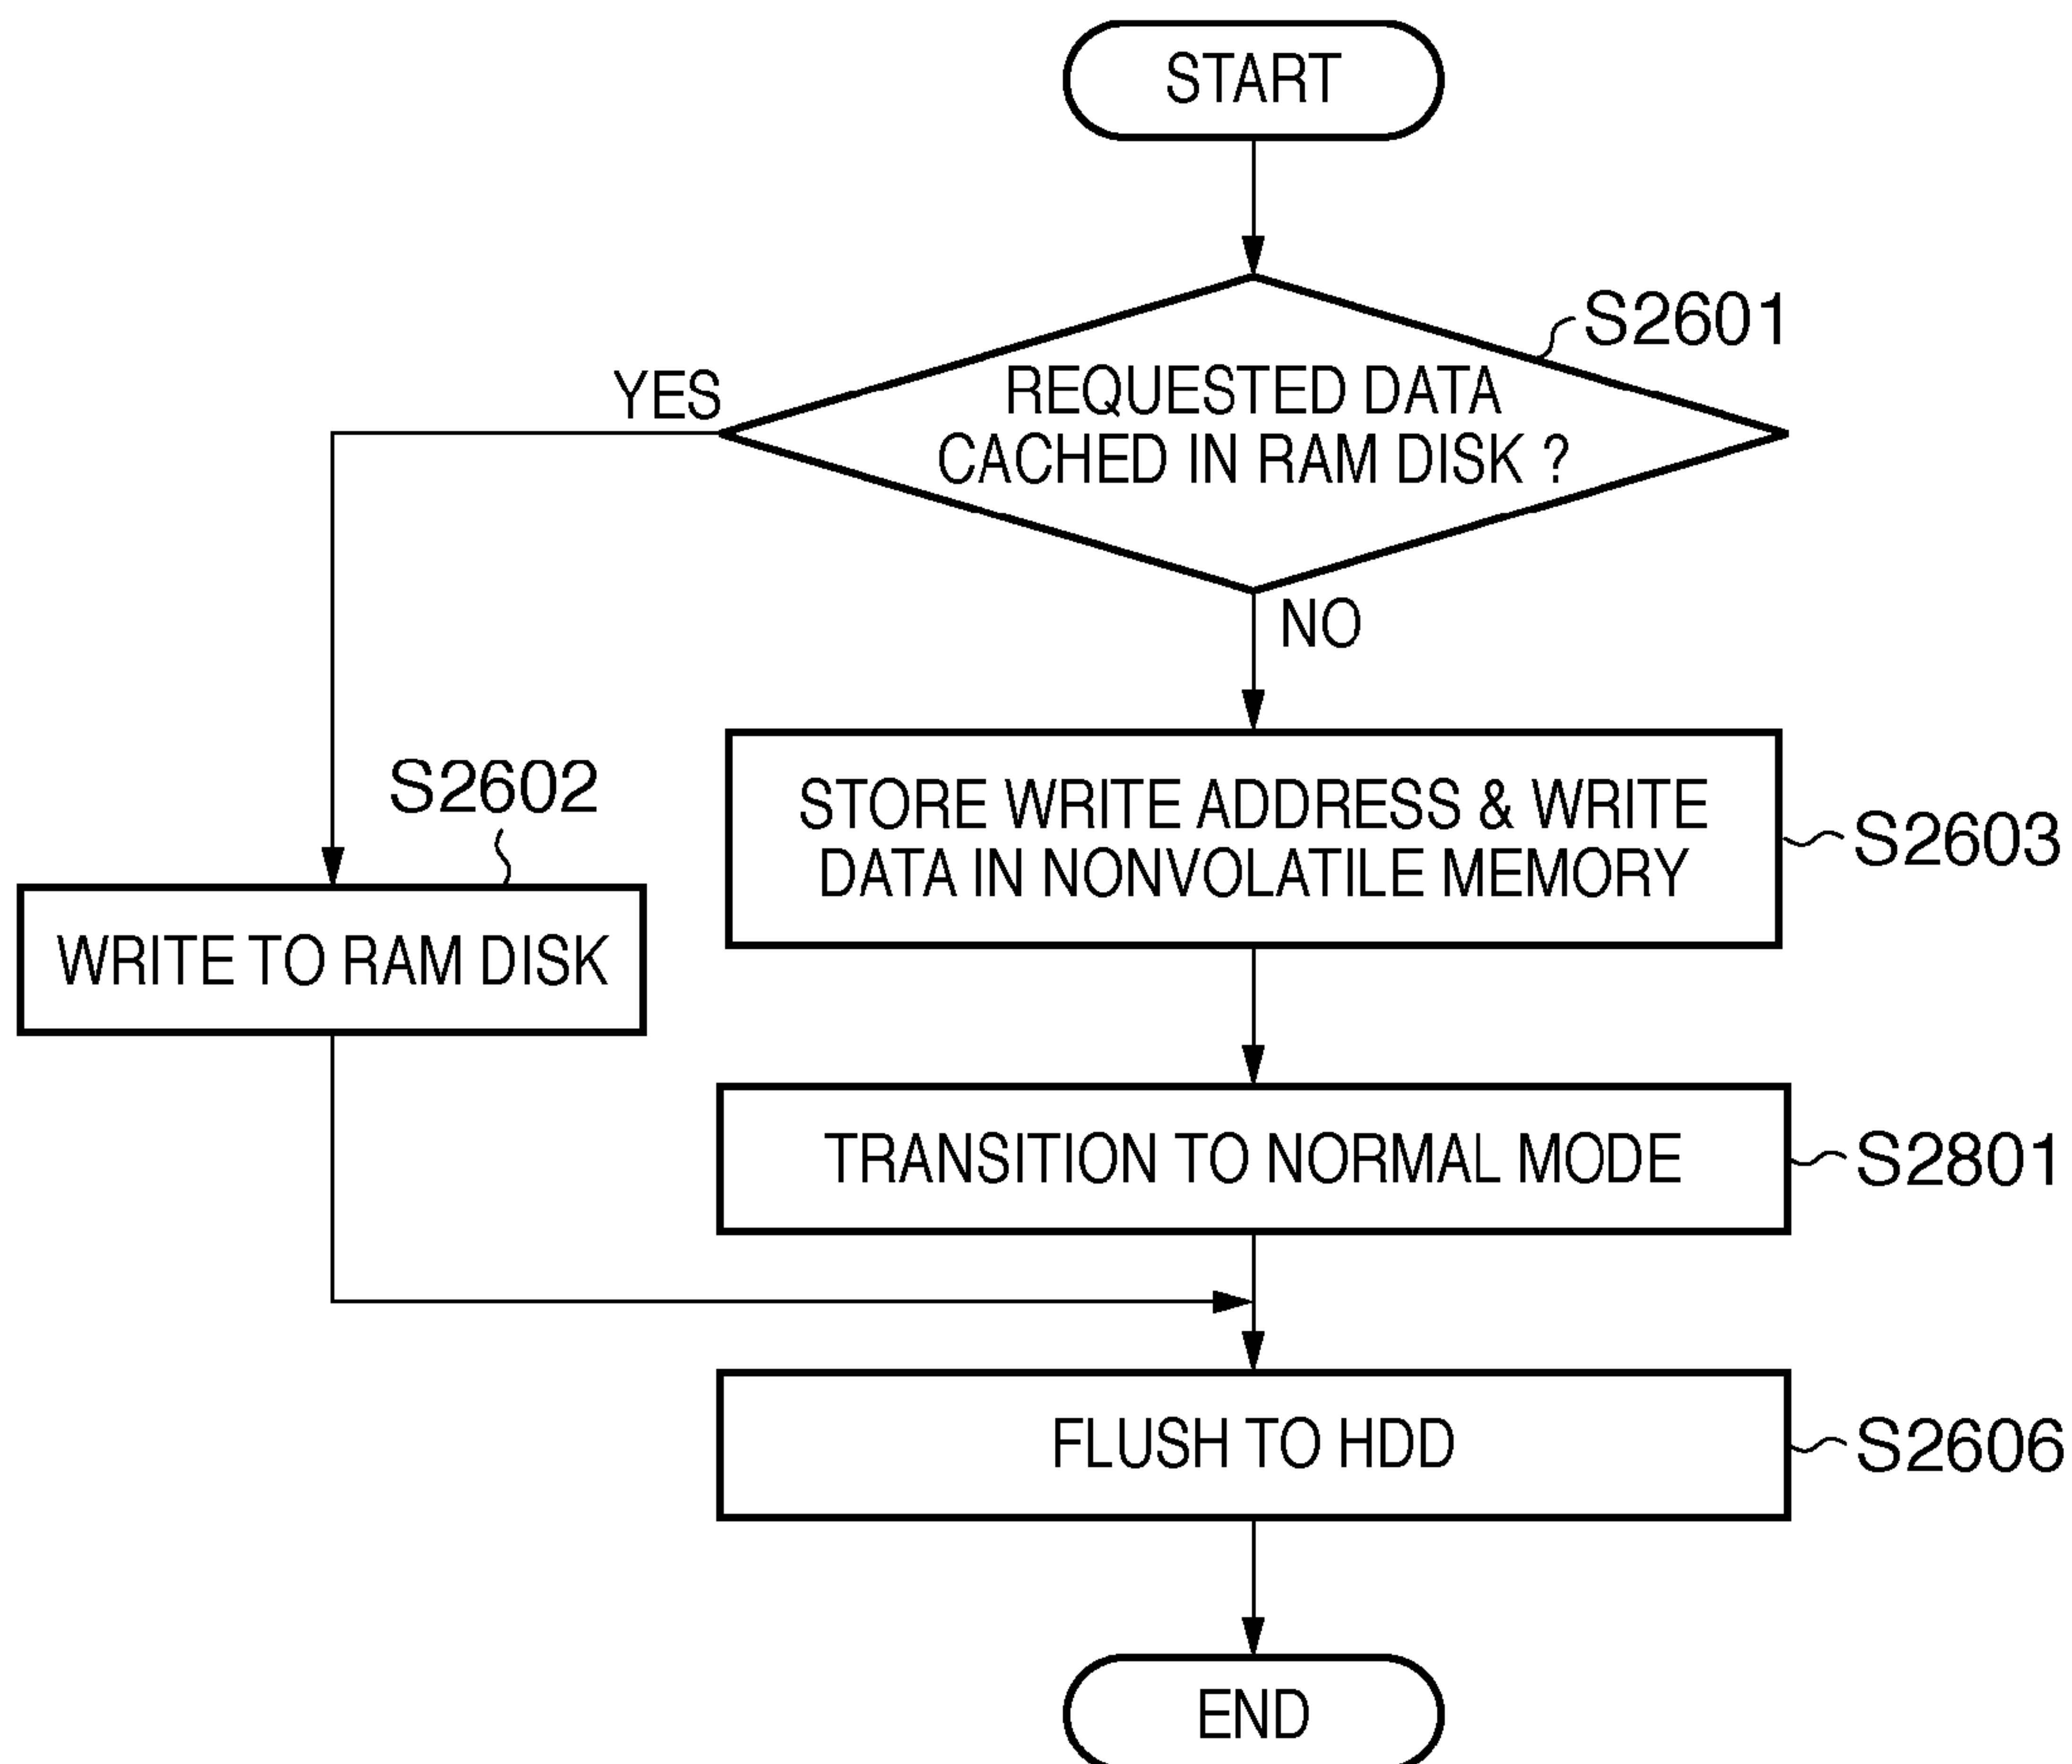 START
S2601
YES
REQUESTED DATA
CACHED IN RAM DISK ?
NO
S2602
STORE WRITE ADDRESS & WRITE
DATA IN NONVOLATILE MEMORY
S2603
WRITE TO RAM DISK
TRANSITION TO NORMAL MODE
S2801
FLUSH TO HDD
S2606
END